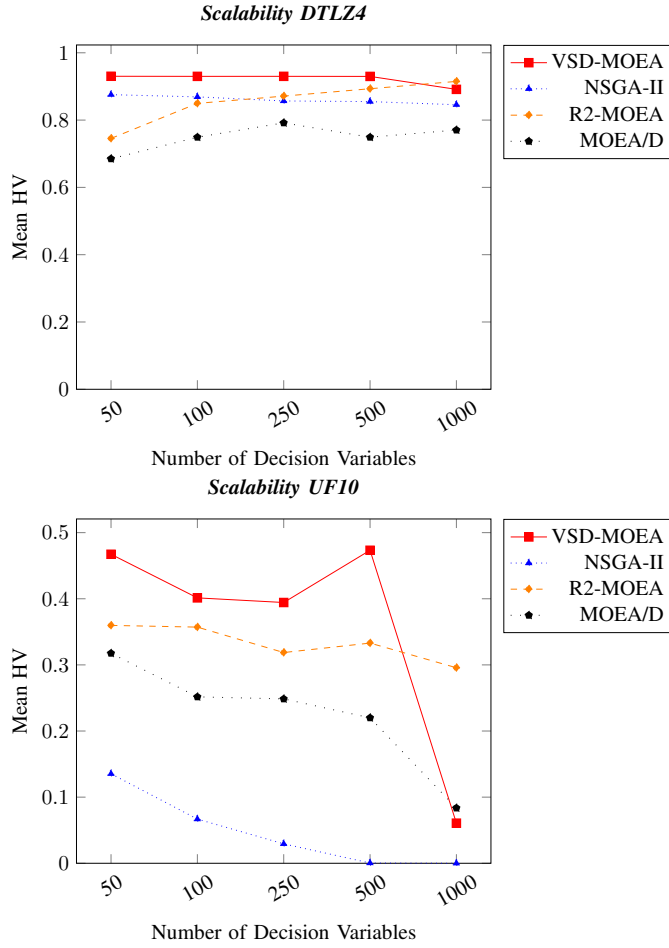 Scalability DTLZ4
1
0.8
0.6
0.4
0.2
0
Mean HV
50
100
250
500
1000
Number of Decision Variables
VSD-MOEA
NSGA-II
R2-MOEA
MOEA/D
Scalability UF10
0.5
0.4
0.3
0.2
0.1
0
Mean HV
50
100
250
500
1000
Number of Decision Variables
VSD-MOEA
NSGA-II
R2-MOEA
MOEA/D